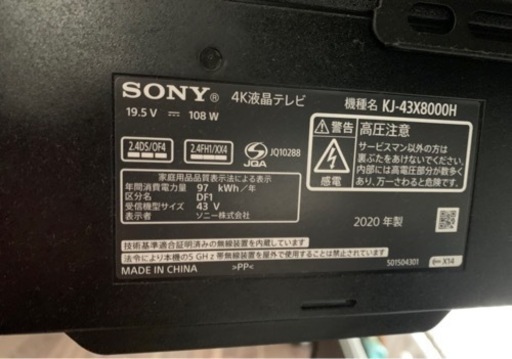 SONY® 4K液晶テレビ 機種名 KJ-43X8000H
19.5V ⎓ 108W
2.4DS/OF4 2.4FH1/XX4 JQA JQ10288
警告 高圧注意
サービスマン以外の方は
裏ぶたをあけないでください。
内部には高電圧部分が数多く
あり、万一さわると危険です。
感電
家庭用品品質表示法による表示
年間消費電力量 97 kWh/年
区分名 DF1
受信機型サイズ 43 V
表示者 ソニー株式会社
2020 年製
技術基準適合証明済みの無線装置を内蔵しています
法令により本機の5 GHz 帯無線装置を屋外で使用することは禁止されています
MADE IN CHINA >PP< 501504301 X14